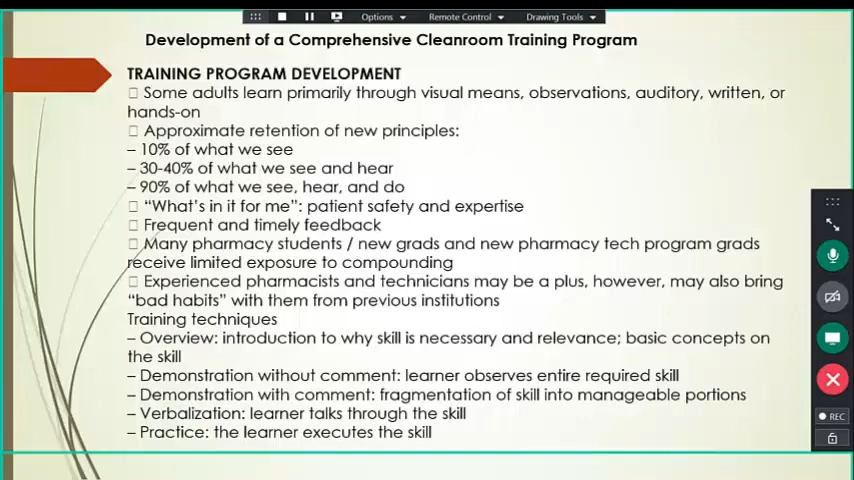 Options
Remote Control
Drawing Tools
Development of a Comprehensive Cleanroom Training Program
TRAINING PROGRAM DEVELOPMENT
Some adults learn primarily through visual means, observations, auditory, written, or
hands-on
Approximate retention of new principles:
– 10% of what we see
– 30-40% of what we see and hear
– 90% of what we see, hear, and do
“What’s in it for me”: patient safety and expertise
Frequent and timely feedback
Many pharmacy students / new grads and new pharmacy tech program grads
receive limited exposure to compounding
Experienced pharmacists and technicians may be a plus, however, may also bring
“bad habits” with them from previous institutions
Training techniques
– Overview: introduction to why skill is necessary and relevance; basic concepts on
the skill
– Demonstration without comment: learner observes entire required skill
– Demonstration with comment: fragmentation of skill into manageable portions
– Verbalization: learner talks through the skill
– Practice: the learner executes the skill
REC